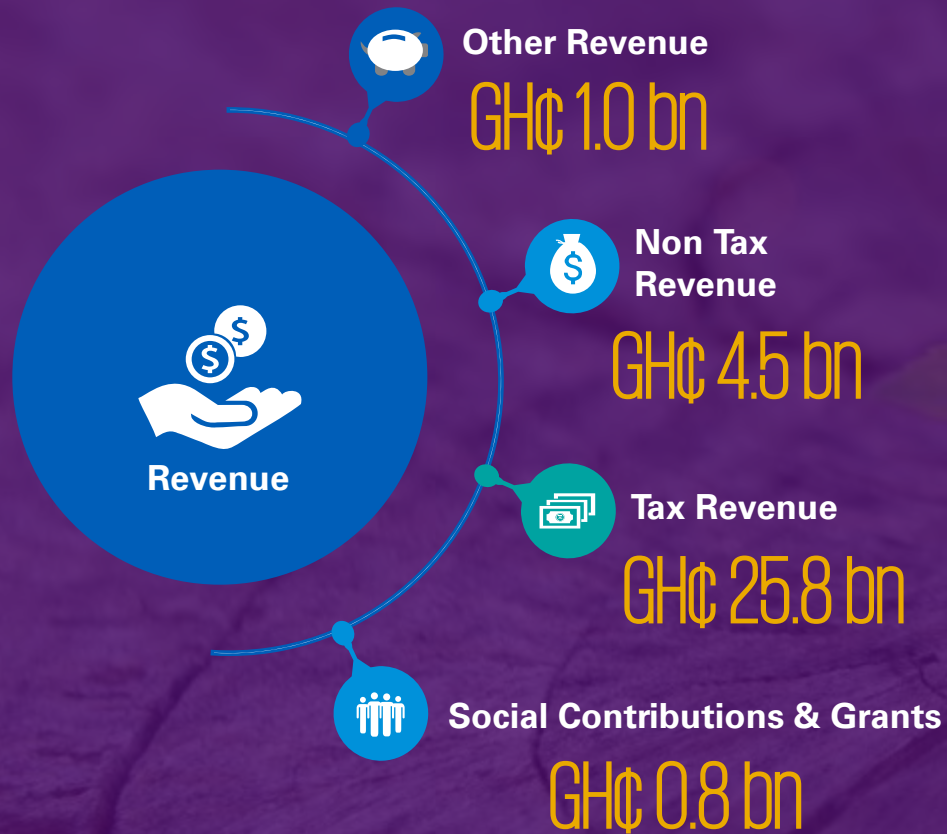 Other Revenue
GH₵ 1.0 bn
Non Tax
Revenue
GH₵ 4.5 bn
$
$
$
Revenue
Tax Revenue
GH₵ 25.8 bn
Social Contributions & Grants
GH₵ 0.8 bn